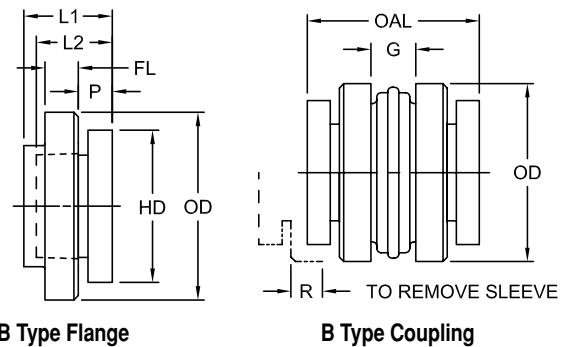 L1
L2
FL
P
HD
OD
B Type Flange
OAL
G
OD
R
TO REMOVE SLEEVE
B Type Coupling